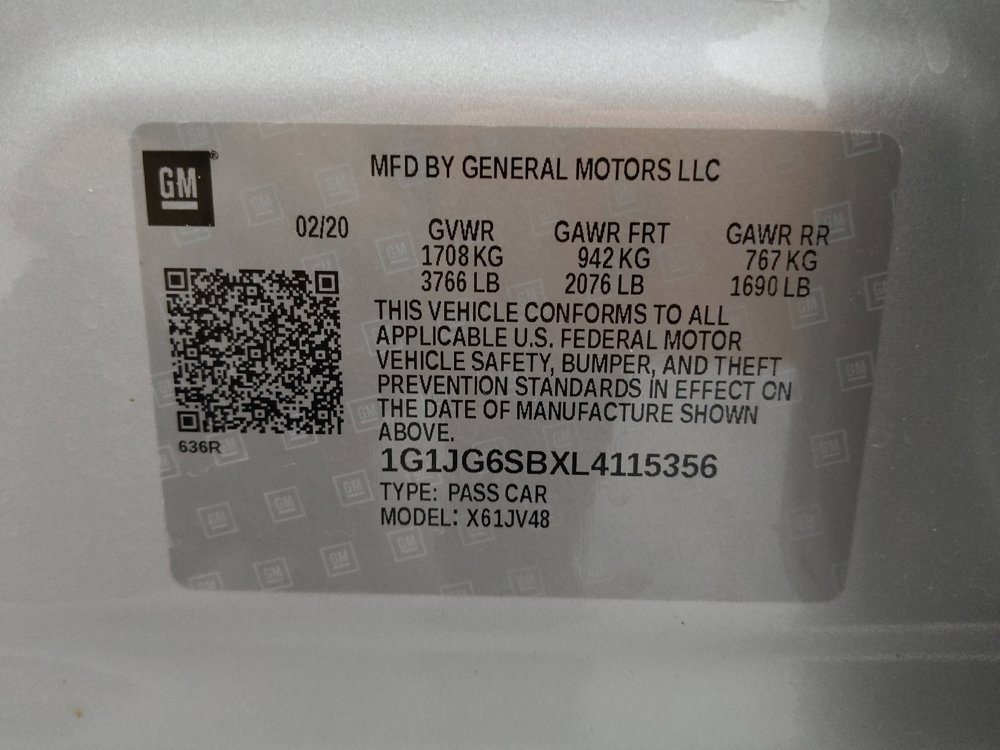 GM
MFD BY GENERAL MOTORS LLC
02/20 GVWR GAWR FRT GAWR RR
1708 KG 942 KG 767 KG
3766 LB 2076 LB 1690 LB
THIS VEHICLE CONFORMS TO ALL
APPLICABLE U.S. FEDERAL MOTOR
VEHICLE SAFETY, BUMPER, AND THEFT
PREVENTION STANDARDS IN EFFECT ON
THE DATE OF MANUFACTURE SHOWN
ABOVE.
636R
1G1JG6SBXL4115356
TYPE: PASS CAR
MODEL: X61JV48